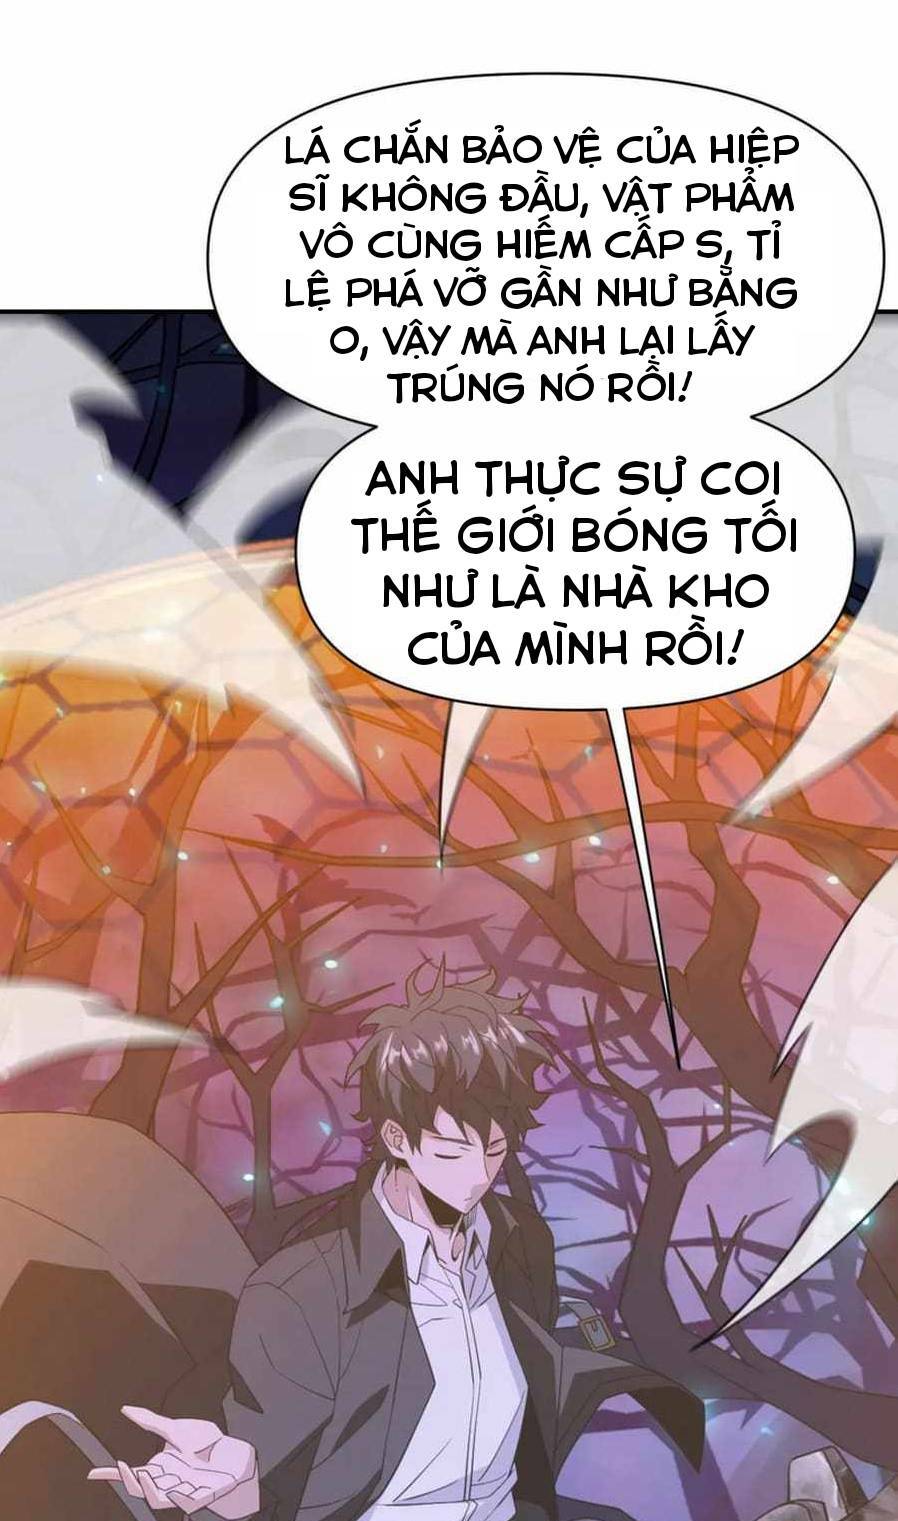 LÁ CHẮN BẢO VỆ CỦA HIỆP
SĨ KHÔNG ĐẦU, VẬT PHẨM
VÔ CÙNG HIẾM CẤP S, TỈ
LỆ PHÁ VỠ GẦN NHƯ BẰNG
0, VẬY MÀ ANH LẠI LẤY
TRÚNG NÓ RỒI!
ANH THỰC SỰ COI
THẾ GIỚI BÓNG TỐI
NHƯ LÀ NHÀ KHO
CỦA MÌNH RỒI!